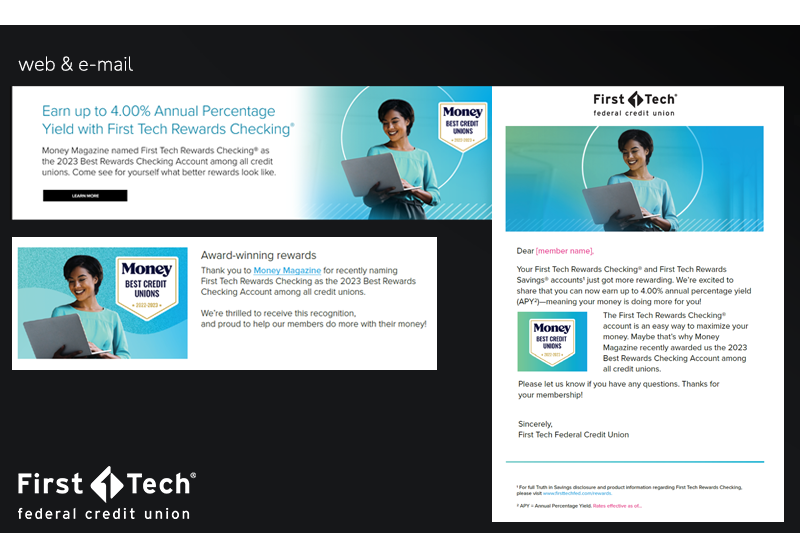 web & e-mail
Earn up to 4.00% Annual Percentage
Yield with First Tech Rewards Checking®
Money Magazine named First Tech Rewards Checking® as
the 2023 Best Rewards Checking Account among all credit
unions. Come see for yourself what better rewards look like.
LEARN MORE
Money
BEST CREDIT
UNIONS
2022-2023
Award-winning rewards
Thank you to Money Magazine for recently naming
First Tech Rewards Checking® as the 2023 Best Rewards
Checking Account among all credit unions.
We're thrilled to receive this recognition,
and proud to help our members do more with their money!
Money
BEST CREDIT
UNIONS
2022-2023
First Tech®
federal credit union
Dear [member name],
Your First Tech Rewards Checking® and First Tech Rewards
Savings® accounts¹ just got more rewarding. We're excited to
share that you can now earn up to 4.00% annual percentage yield
(APY²)—meaning your money is doing more for you!
Money
BEST CREDIT
UNIONS
2022-2023
The First Tech Rewards Checking®
account is an easy way to maximize your
money. Maybe that's why Money
Magazine recently awarded us the 2023
Best Rewards Checking Account among
all credit unions.
Please let us know if you have any questions. Thanks for
your membership!
Sincerely,
First Tech Federal Credit Union
¹ For full Truth in Savings disclosure and product information regarding First Tech Rewards Checking,
please visit www.firsttechfed.com/rewards
² APY = Annual Percentage Yield. Rates effective as of...
First Tech®
federal credit union